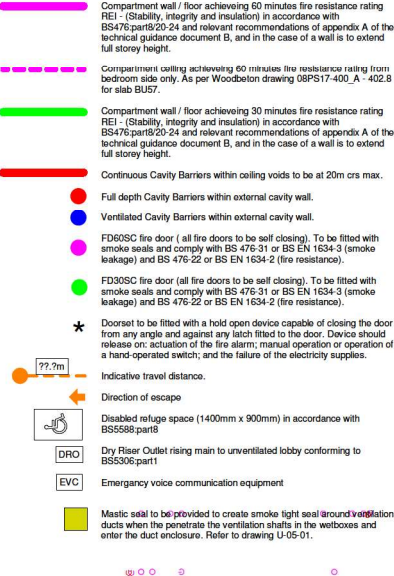 Compartment wall / floor achieveing 60 minutes fire resistance rating
REI - (Stability, integrity and insulation) in accordance with
BS476:part8/20-24 and relevant recommendations of appendix A of the
technical guidance document B, and in the case of a wall is to extend
full storey height.
Compartment ceiling achieveing 60 minutes fire resistance rating from
bedroom side only. As per Woodbeton drawing 08PS17-400_A - 402.8
for slab BU57.
Compartment wall / floor achieveing 30 minutes fire resistance rating
REI - (Stability, integrity and insulation) in accordance with
BS476:part8/20-24 and relevant recommendations of appendix A of the
technical guidance document B, and in the case of a wall is to extend
full storey height.
Continuous Cavity Barriers within ceiling voids to be at 20m crs max.
Full depth Cavity Barriers within external cavity wall.
Ventilated Cavity Barriers within external cavity wall.
FD60SC fire door ( all fire doors to be self closing). To be fitted with
smoke seals and comply with BS 476-31 or BS EN 1634-3 (smoke
leakage) and BS 476-22 or BS EN 1634-2 (fire resistance).
FD30SC fire door (all fire doors to be self closing). To be fitted with
smoke seals and comply with BS 476-31 or BS EN 1634-3 (smoke
leakage) and BS 476-22 or BS EN 1634-2 (fire resistance).
* Doorset to be fitted with a hold open device capable of closing the door
from any angle and against any latch fitted to the door. Device should
release on: actuation of the fire alarm; manual operation or operation of
a hand-operated switch; and the failure of the electricity supplies.
??.?m
Indicative travel distance.
Direction of escape
Disabled refuge space (1400mm x 900mm) in accordance with
BS5588:part8
DRO Dry Riser Outlet rising main to unventilated lobby conforming to
BS5306:part1
EVC Emergancy voice communication equipment
Mastic seal to be provided to create smoke tight seal around ventilation
ducts when the penetrate the ventilation shafts in the wetboxes and
enter the duct enclosure. Refer to drawing U-05-01.